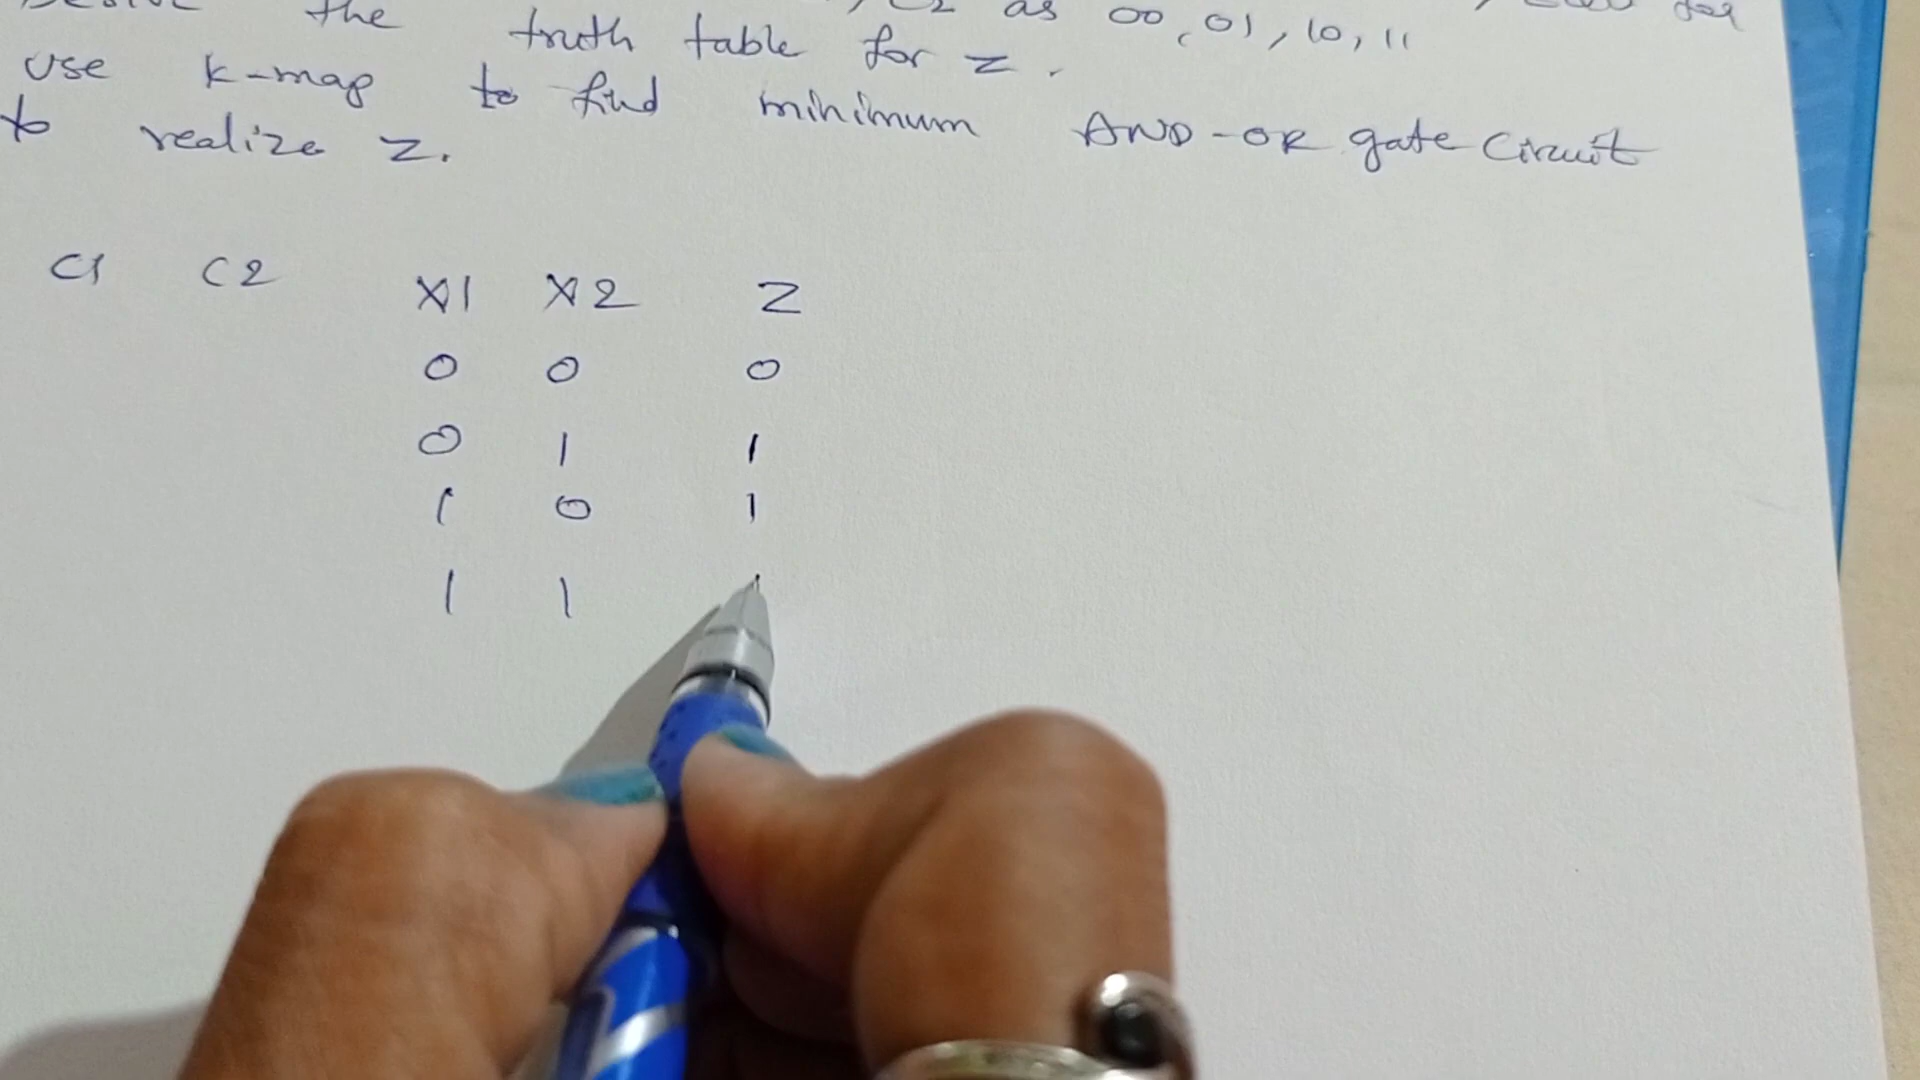 the truth table for z.
C2 as 00, 01, 10, 11
use k-map to find minimum AND-OR gate circuit
to realize z.
C1 C2 X1 X2 Z
0 0 0
0 1 1
1 0 1
1 1